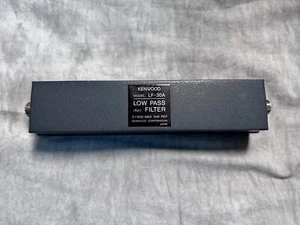 KENWOOD
MODEL LF-30A
LOW PASS
FILTER
KENWOOD CORPORATION